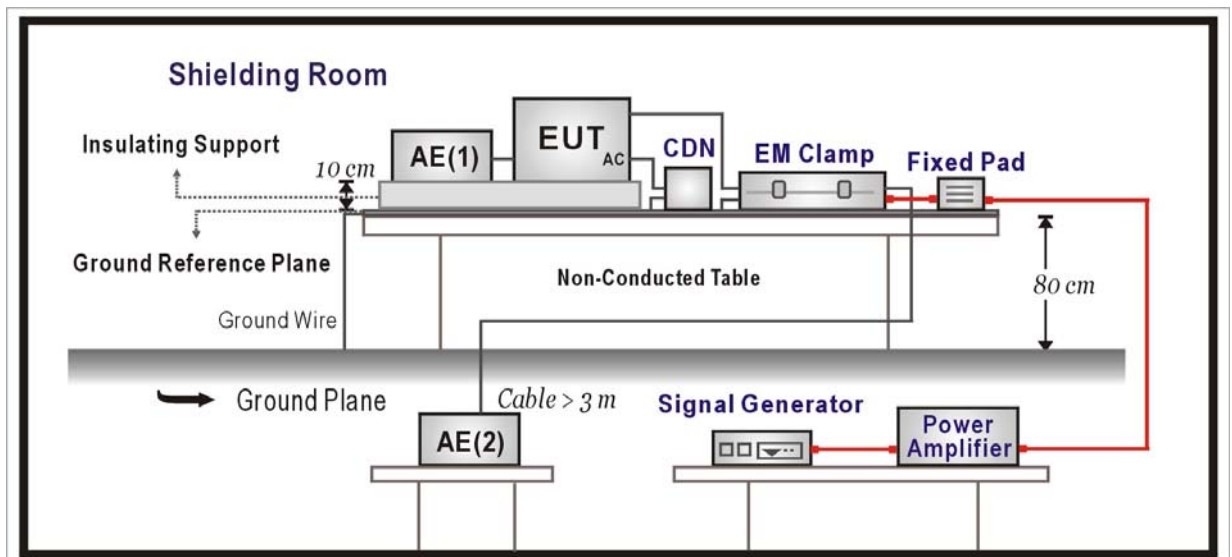 Shielding Room
Insulating Support
10 cm
AE(1)
EUT
AC
CDN
EM Clamp
Fixed Pad
Ground Reference Plane
Non-Conducted Table
80 cm
Ground Wire
Ground Plane
Cable > 3 m
AE(2)
Signal Generator
Power
Amplifier